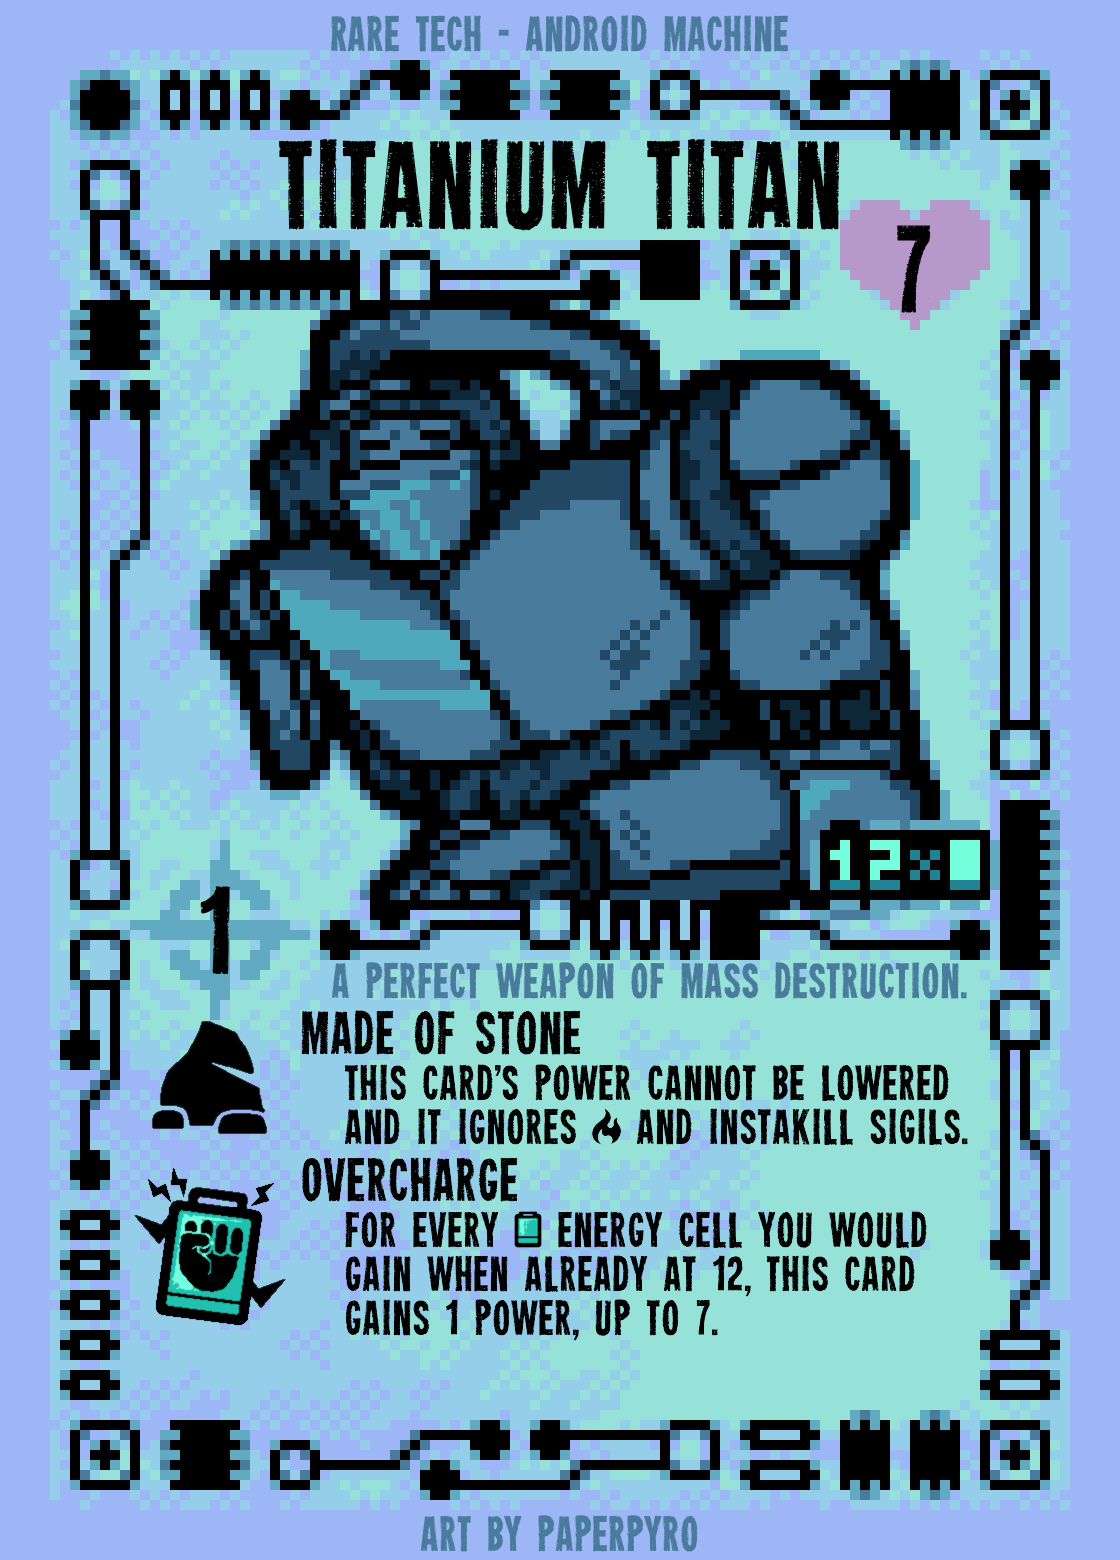 RARE TECH - ANDROID MACHINE
TITANIUM TITAN
7
12x
1
A PERFECT WEAPON OF MASS DESTRUCTION.
MADE OF STONE
THIS CARD'S POWER CANNOT BE LOWERED
AND IT IGNORES AND INSTAKILL SIGILS.
OVERCHARGE
FOR EVERY ENERGY CELL YOU WOULD
GAIN WHEN ALREADY AT 12, THIS CARD
GAINS 1 POWER, UP TO 7.
ART BY PAPERPYRO